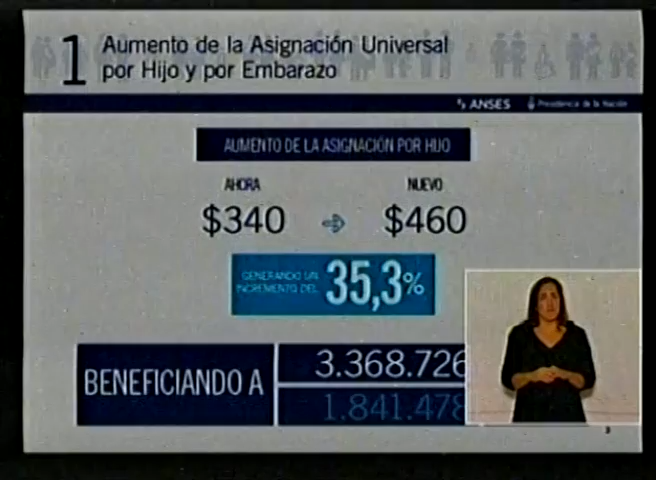 1
Aumento de la Asignación Universal
por Hijo y por Embarazo
ANSES Presidencia de la Nación
AUMENTO DE LA ASIGNACIÓN POR HIJO
AHORA NUEVO
$340 $460
GENERANDO UN
INCREMENTO DEL
35,3%
BENEFICIANDO A
3.368.726
1.841.478
3